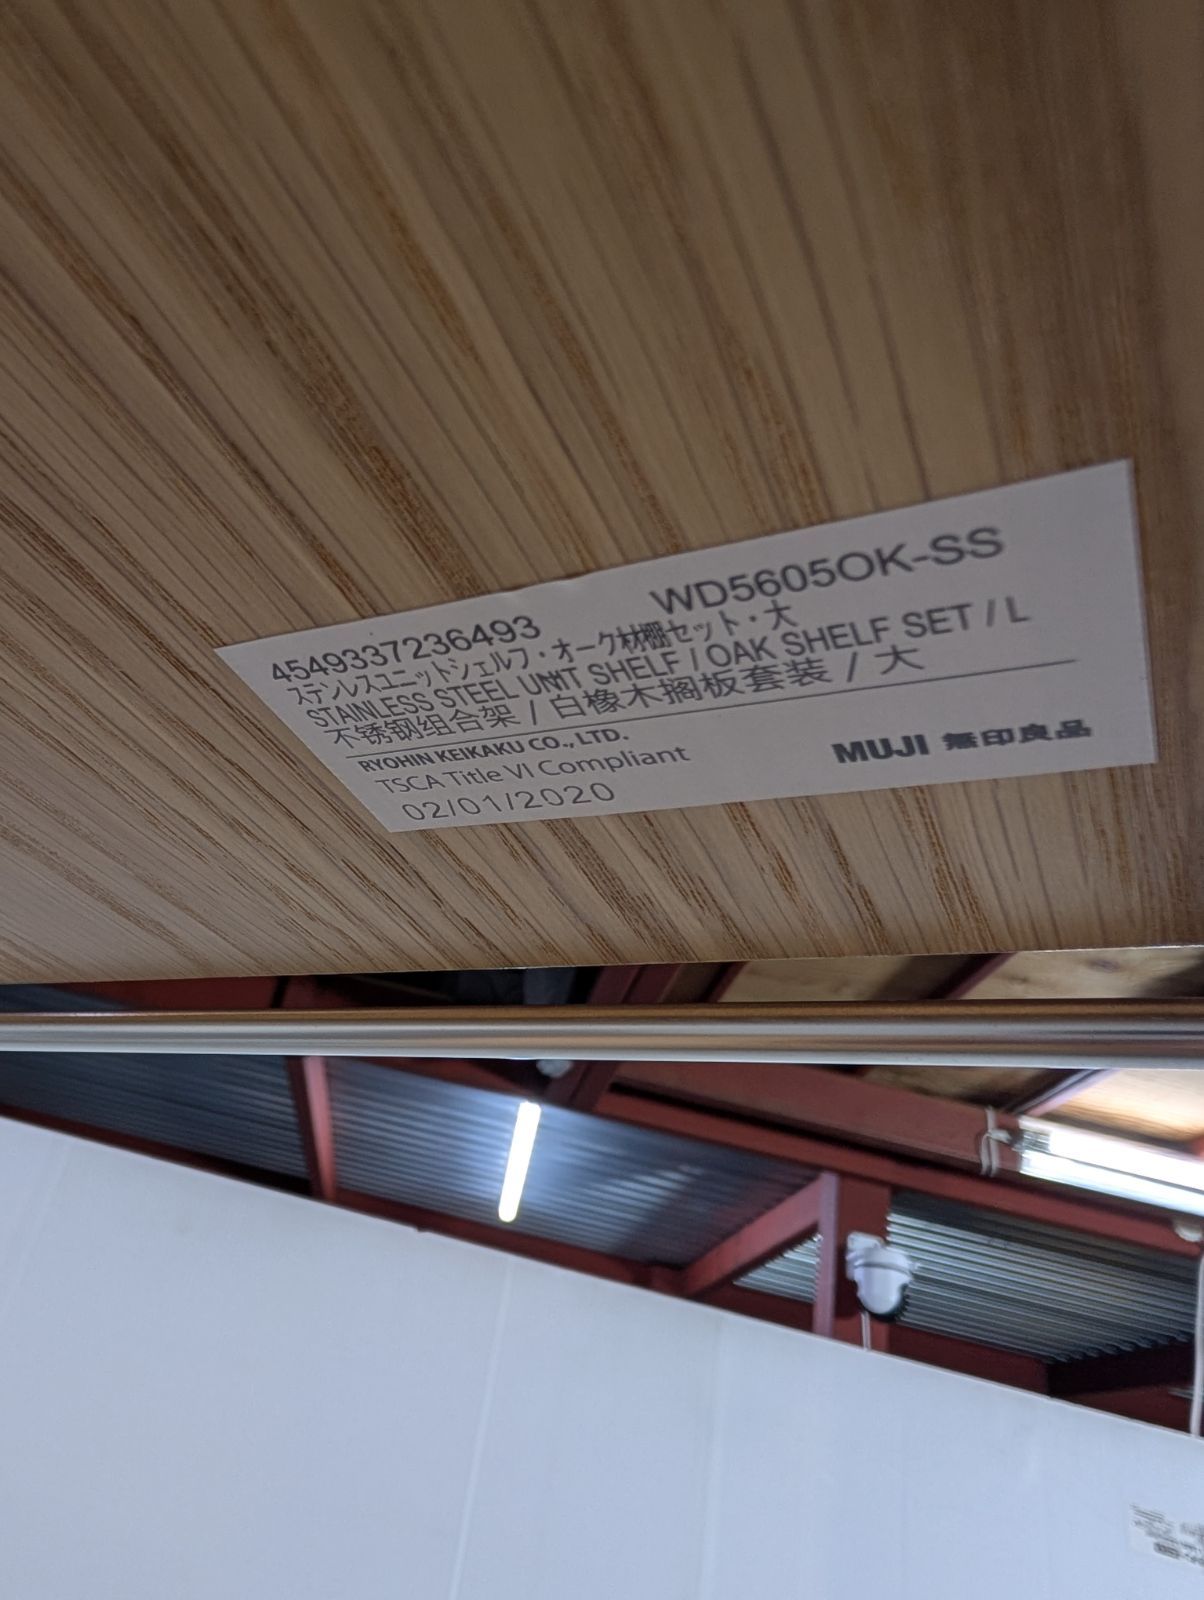 4549337236493 WD5605OK-SS
ステンレスユニットシェルフ・オーク材棚セット・大
STAINLESS STEEL UNIT SHELF / OAK SHELF SET / L
不锈钢组合架 / 白橡木搁板套装 / 大
RYOHIN KEIKAKU CO., LTD.
TSCA Title VI Compliant
02/01/2020
MUJI 無印良品